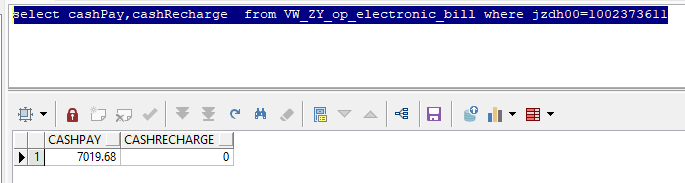 select cashPay,cashRecharge  from VW_ZY_op_electronic_bill where jzdh00=1002373611
CASHPAY CASHRECHARGE
1 7019.68 0